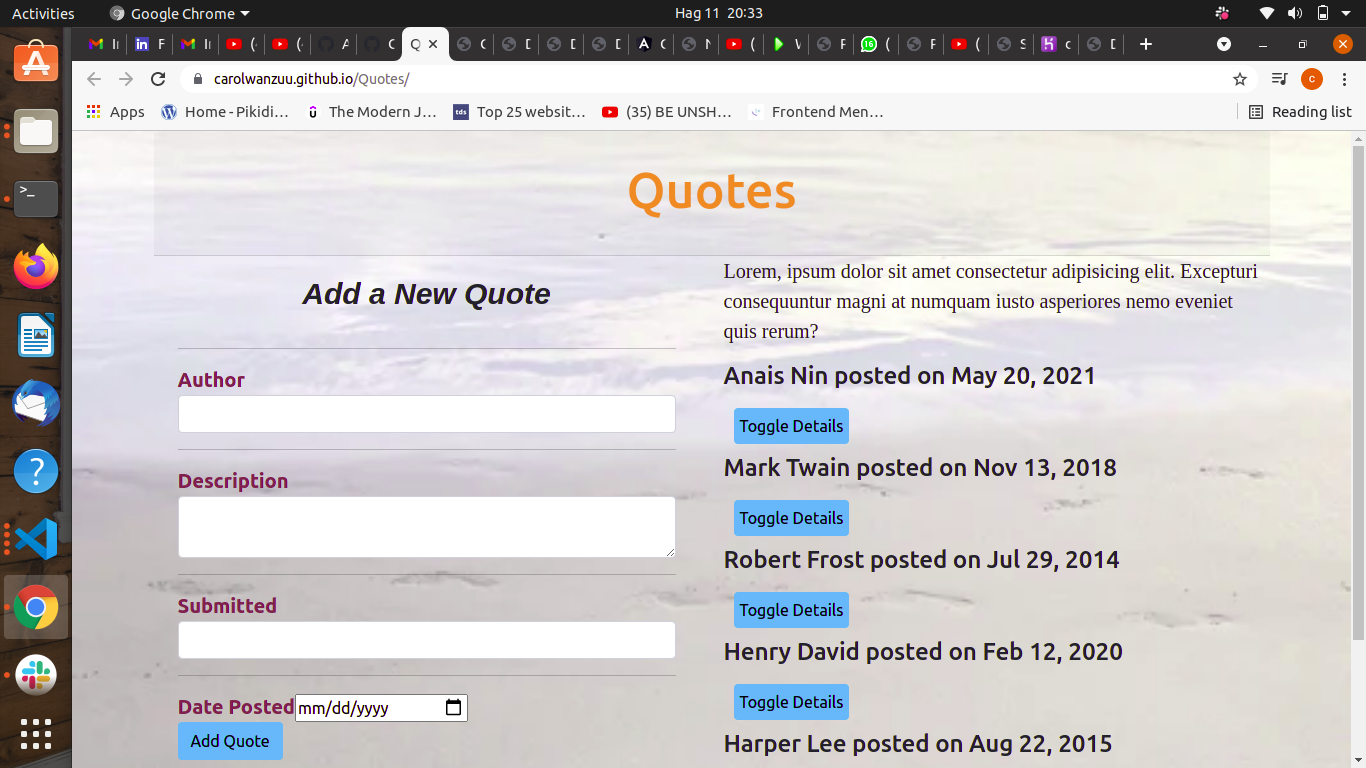 Activities
Google Chrome
Hag 11 20:33
Q
carolwanzuu.github.io/Quotes/
Apps
Home - Pikidi…
The Modern J…
tds
Top 25 websit…
(35) BE UNSH…
Frontend Men…
Reading list
Quotes
Add a New Quote
Author
Description
Submitted
Date Posted
mm/dd/yyyy
Add Quote
Lorem, ipsum dolor sit amet consectetur adipisicing elit. Excepturi
consequuntur magni at numquam iusto asperiores nemo eveniet
quis rerum?
Anais Nin posted on May 20, 2021
Toggle Details
Mark Twain posted on Nov 13, 2018
Toggle Details
Robert Frost posted on Jul 29, 2014
Toggle Details
Henry David posted on Feb 12, 2020
Toggle Details
Harper Lee posted on Aug 22, 2015